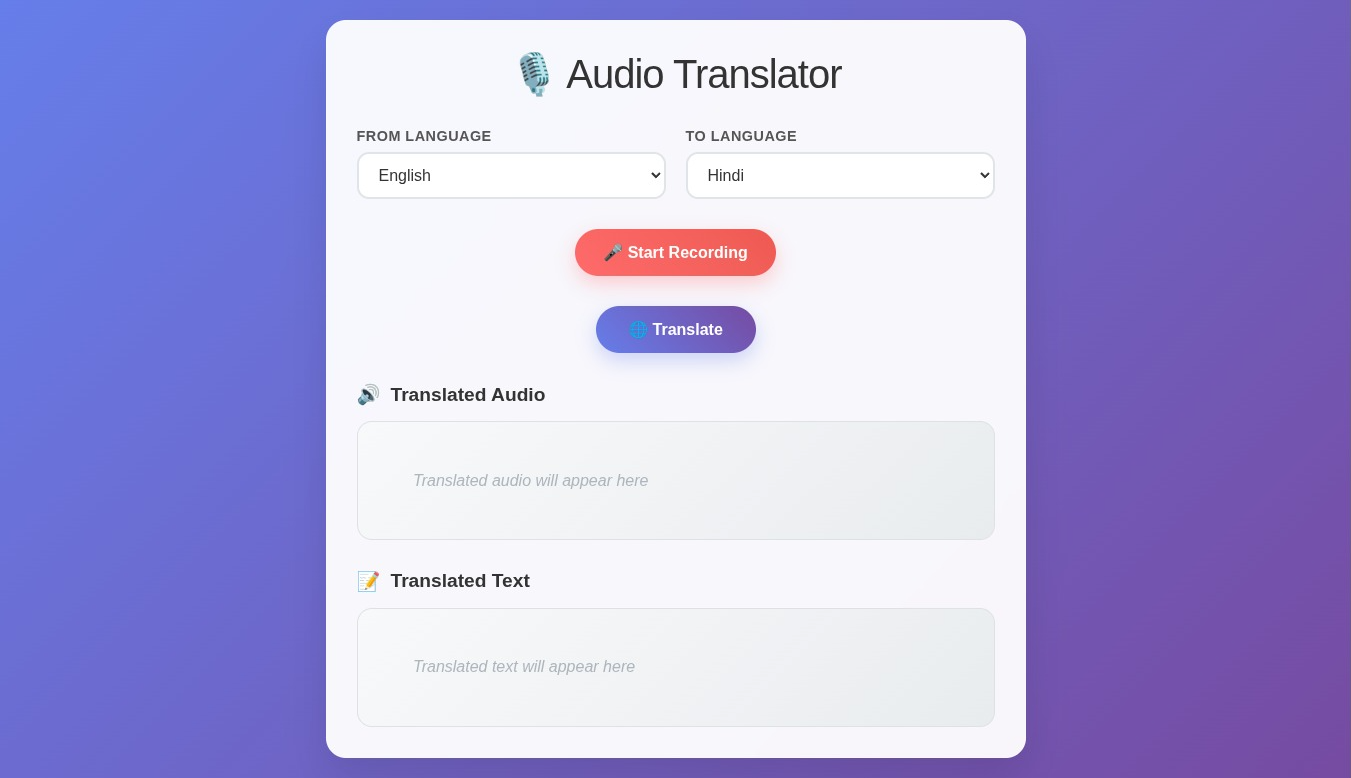 🎙️ Audio Translator
FROM LANGUAGE
English
TO LANGUAGE
Hindi
🎤 Start Recording
🌐 Translate
🔊 Translated Audio
Translated audio will appear here
📝 Translated Text
Translated text will appear here